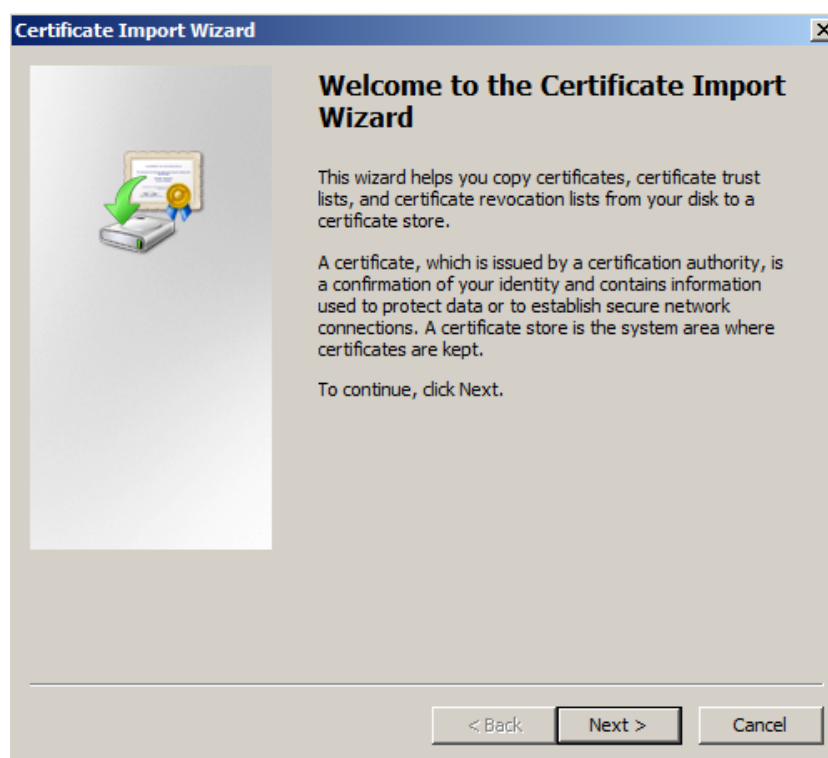 Certificate Import Wizard
Welcome to the Certificate Import
Wizard
This wizard helps you copy certificates, certificate trust
lists, and certificate revocation lists from your disk to a
certificate store.
A certificate, which is issued by a certification authority, is
a confirmation of your identity and contains information
used to protect data or to establish secure network
connections. A certificate store is the system area where
certificates are kept.
To continue, click Next.
< Back Next > Cancel